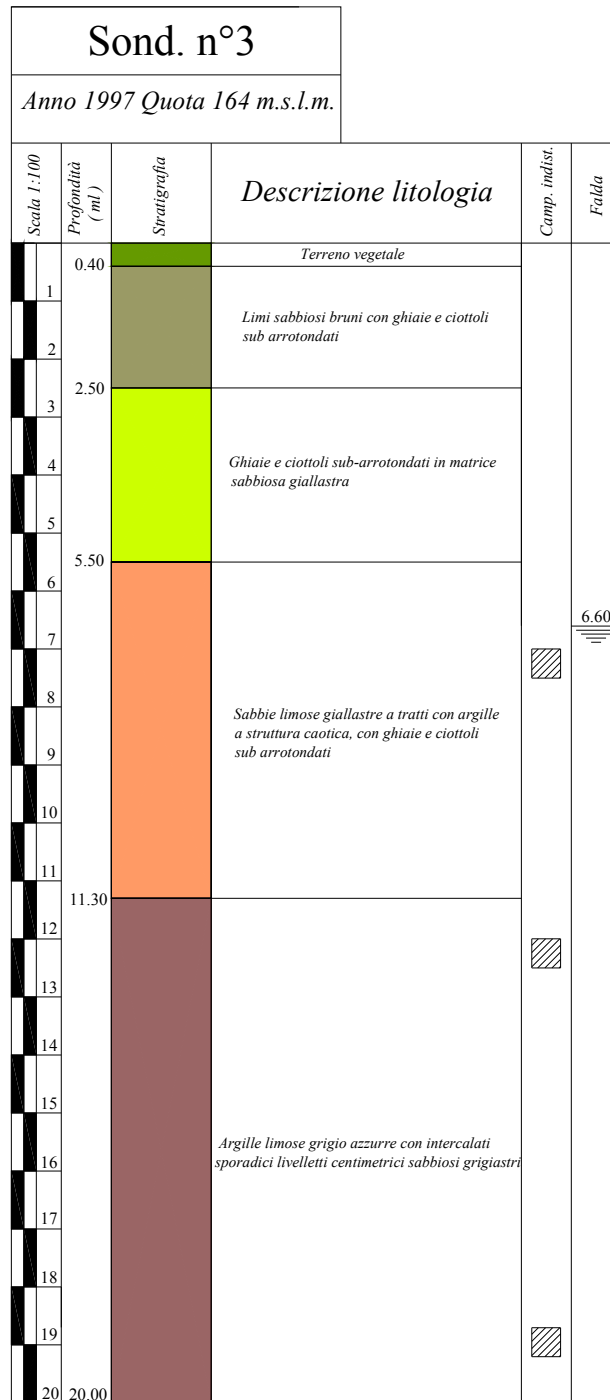 Sond. n°3
Anno 1997 Quota 164 m.s.l.m.
Scala 1:100
Profondità
( ml )
Stratigrafia
Descrizione litologia
Camp. indist.
Falda
Terreno vegetale
0.40
1
Limi sabbiosi bruni con ghiaie e ciottoli
sub arrotondati
2
2.50
3
Ghiaie e ciottoli sub-arrotondati in matrice
sabbiosa giallastra
4
5
5.50
6
6.60
7
8
Sabbie limose giallastre a tratti con argille
a struttura caotica, con ghiaie e ciottoli
sub arrotondati
9
10
11
11.30
12
13
14
15
Argille limose grigio azzurre con intercalati
sporadici livelletti centimetrici sabbiosi grigiastri
16
17
18
19
20
20.00